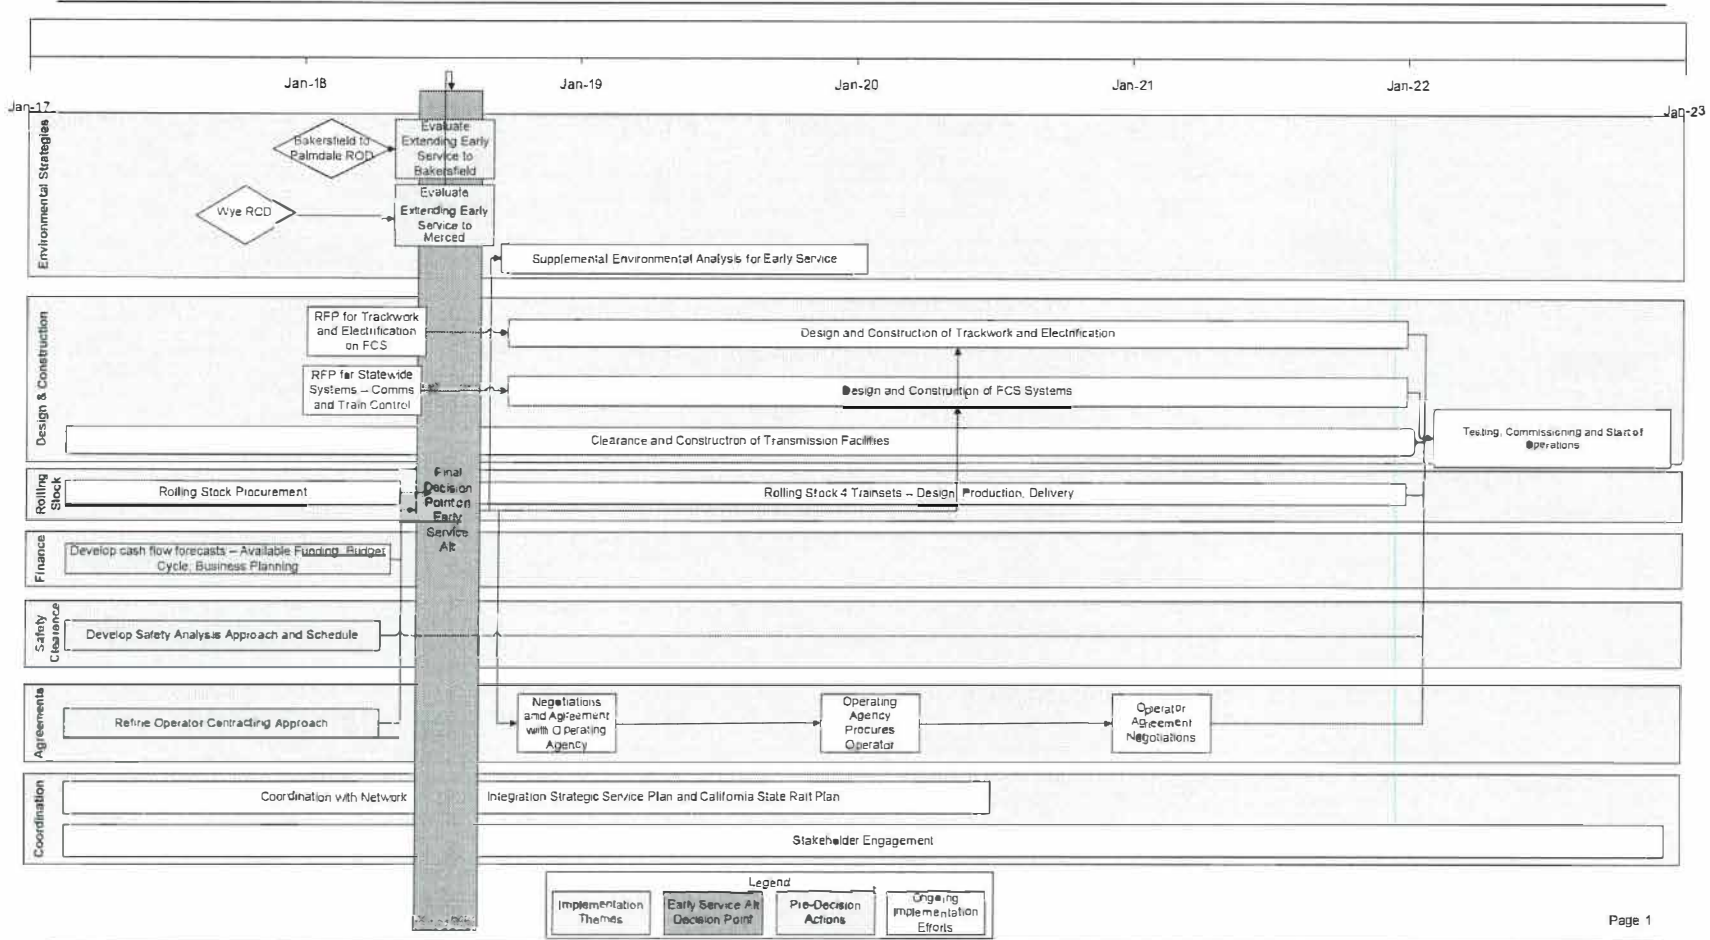 Jan-17
Jan-18
Jan-19
Jan-20
Jan-21
Jan-22
Jan-23
Environmental Strategies
Bakersfield to
Palmdale ROD
Evaluate
Extending Early
Service to
Bakersfield
Wye RCD
Evaluate
Extending Early
Service to
Merced
Supplemental Environmental Analysis for Early Service
Design & Construction
RFP for Trackwork
and Electrification
on FCS
Design and Construction of Trackwork and Electrification
RFP for Statewide
Systems – Comms
and Train Control
Design and Construction of FCS Systems
Clearance and Construction of Transmission Facilities
Testing, Commissioning and Start of
Operations
Rolling
Stock
Rolling Stock Procurement
Final
Decision
Point on
Early
Service
Alt
Rolling Stock 4 Trainsets – Design, Production, Delivery
Finance
Develop cash flow forecasts – Available Funding, Budget
Cycle, Business Planning
Safety
Clearance
Develop Safety Analysis Approach and Schedule
Agreements
Refine Operator Contracting Approach
Negotiations
and Agreement
with Operating
Agency
Operating
Agency
Procures
Operator
Operator
Agreement
Negotiations
Coordination
Coordination with Network Integration Strategic Service Plan and California State Rail Plan
Stakeholder Engagement
Legend
Implementation
Themes
Early Service Alt
Decision Point
Pre-Decision
Actions
Ongoing
Implementation
Efforts
Page 1